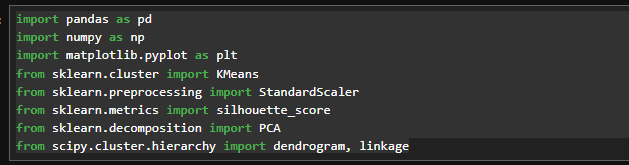 import pandas as pd
import numpy as np
import matplotlib.pyplot as plt
from sklearn.cluster import KMeans
from sklearn.preprocessing import StandardScaler
from sklearn.metrics import silhouette_score
from sklearn.decomposition import PCA
from scipy.cluster.hierarchy import dendrogram, linkage